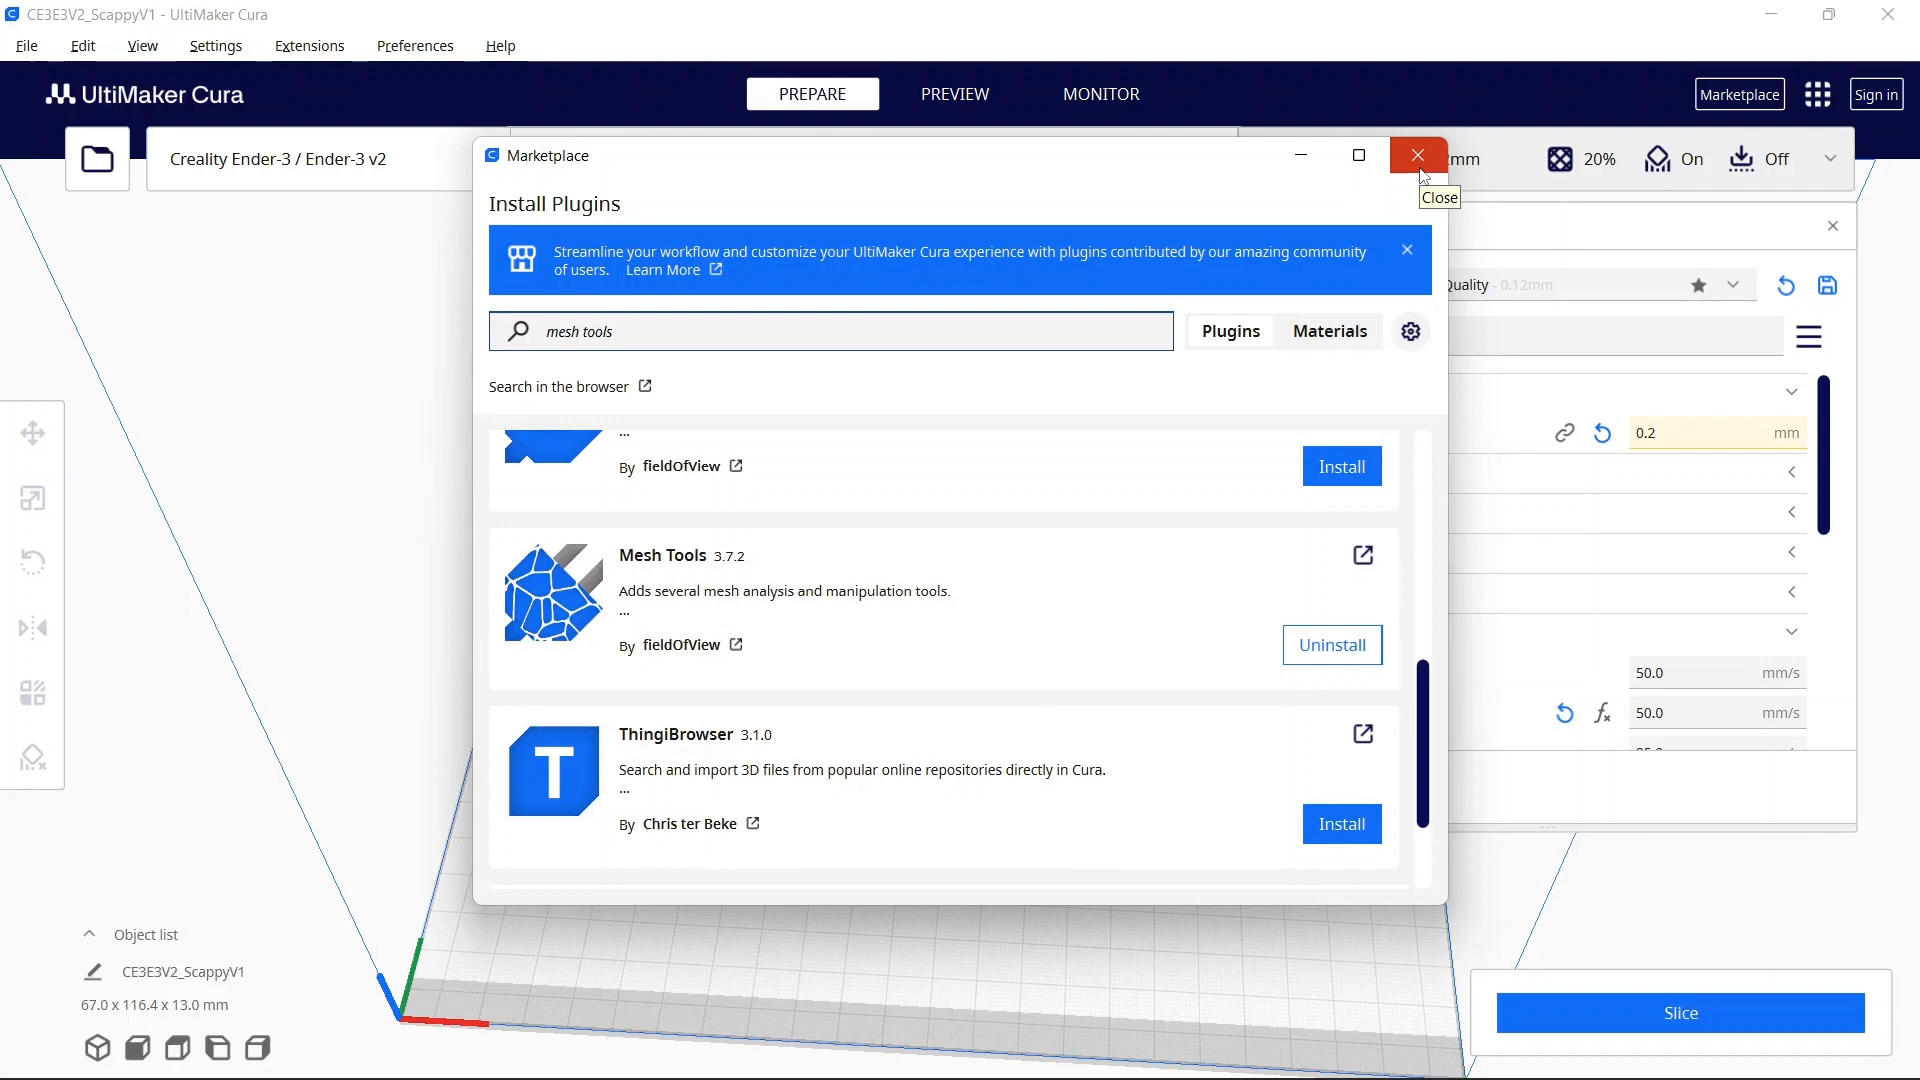 CE3E3V2_ScappyV1 - UltiMaker Cura
File Edit View Settings Extensions Preferences Help
UltiMaker Cura
PREPARE PREVIEW MONITOR
Marketplace
Sign in
Creality Ender-3 / Ender-3 v2
mm
20%
On
Off
Marketplace
Close
Install Plugins
Streamline your workflow and customize your UltiMaker Cura experience with plugins contributed by our amazing community
of users. Learn More
mesh tools
Plugins Materials
Search in the browser
...
By fieldOfView
Install
Mesh Tools 3.7.2
Adds several mesh analysis and manipulation tools.
...
By fieldOfView
Uninstall
T
ThingiBrowser 3.1.0
Search and import 3D files from popular online repositories directly in Cura.
...
By Chris ter Beke
Install
Quality - 0.12mm
0.2 mm
50.0 mm/s
fx 50.0 mm/s
Object list
CE3E3V2_ScappyV1
67.0 x 116.4 x 13.0 mm
Slice